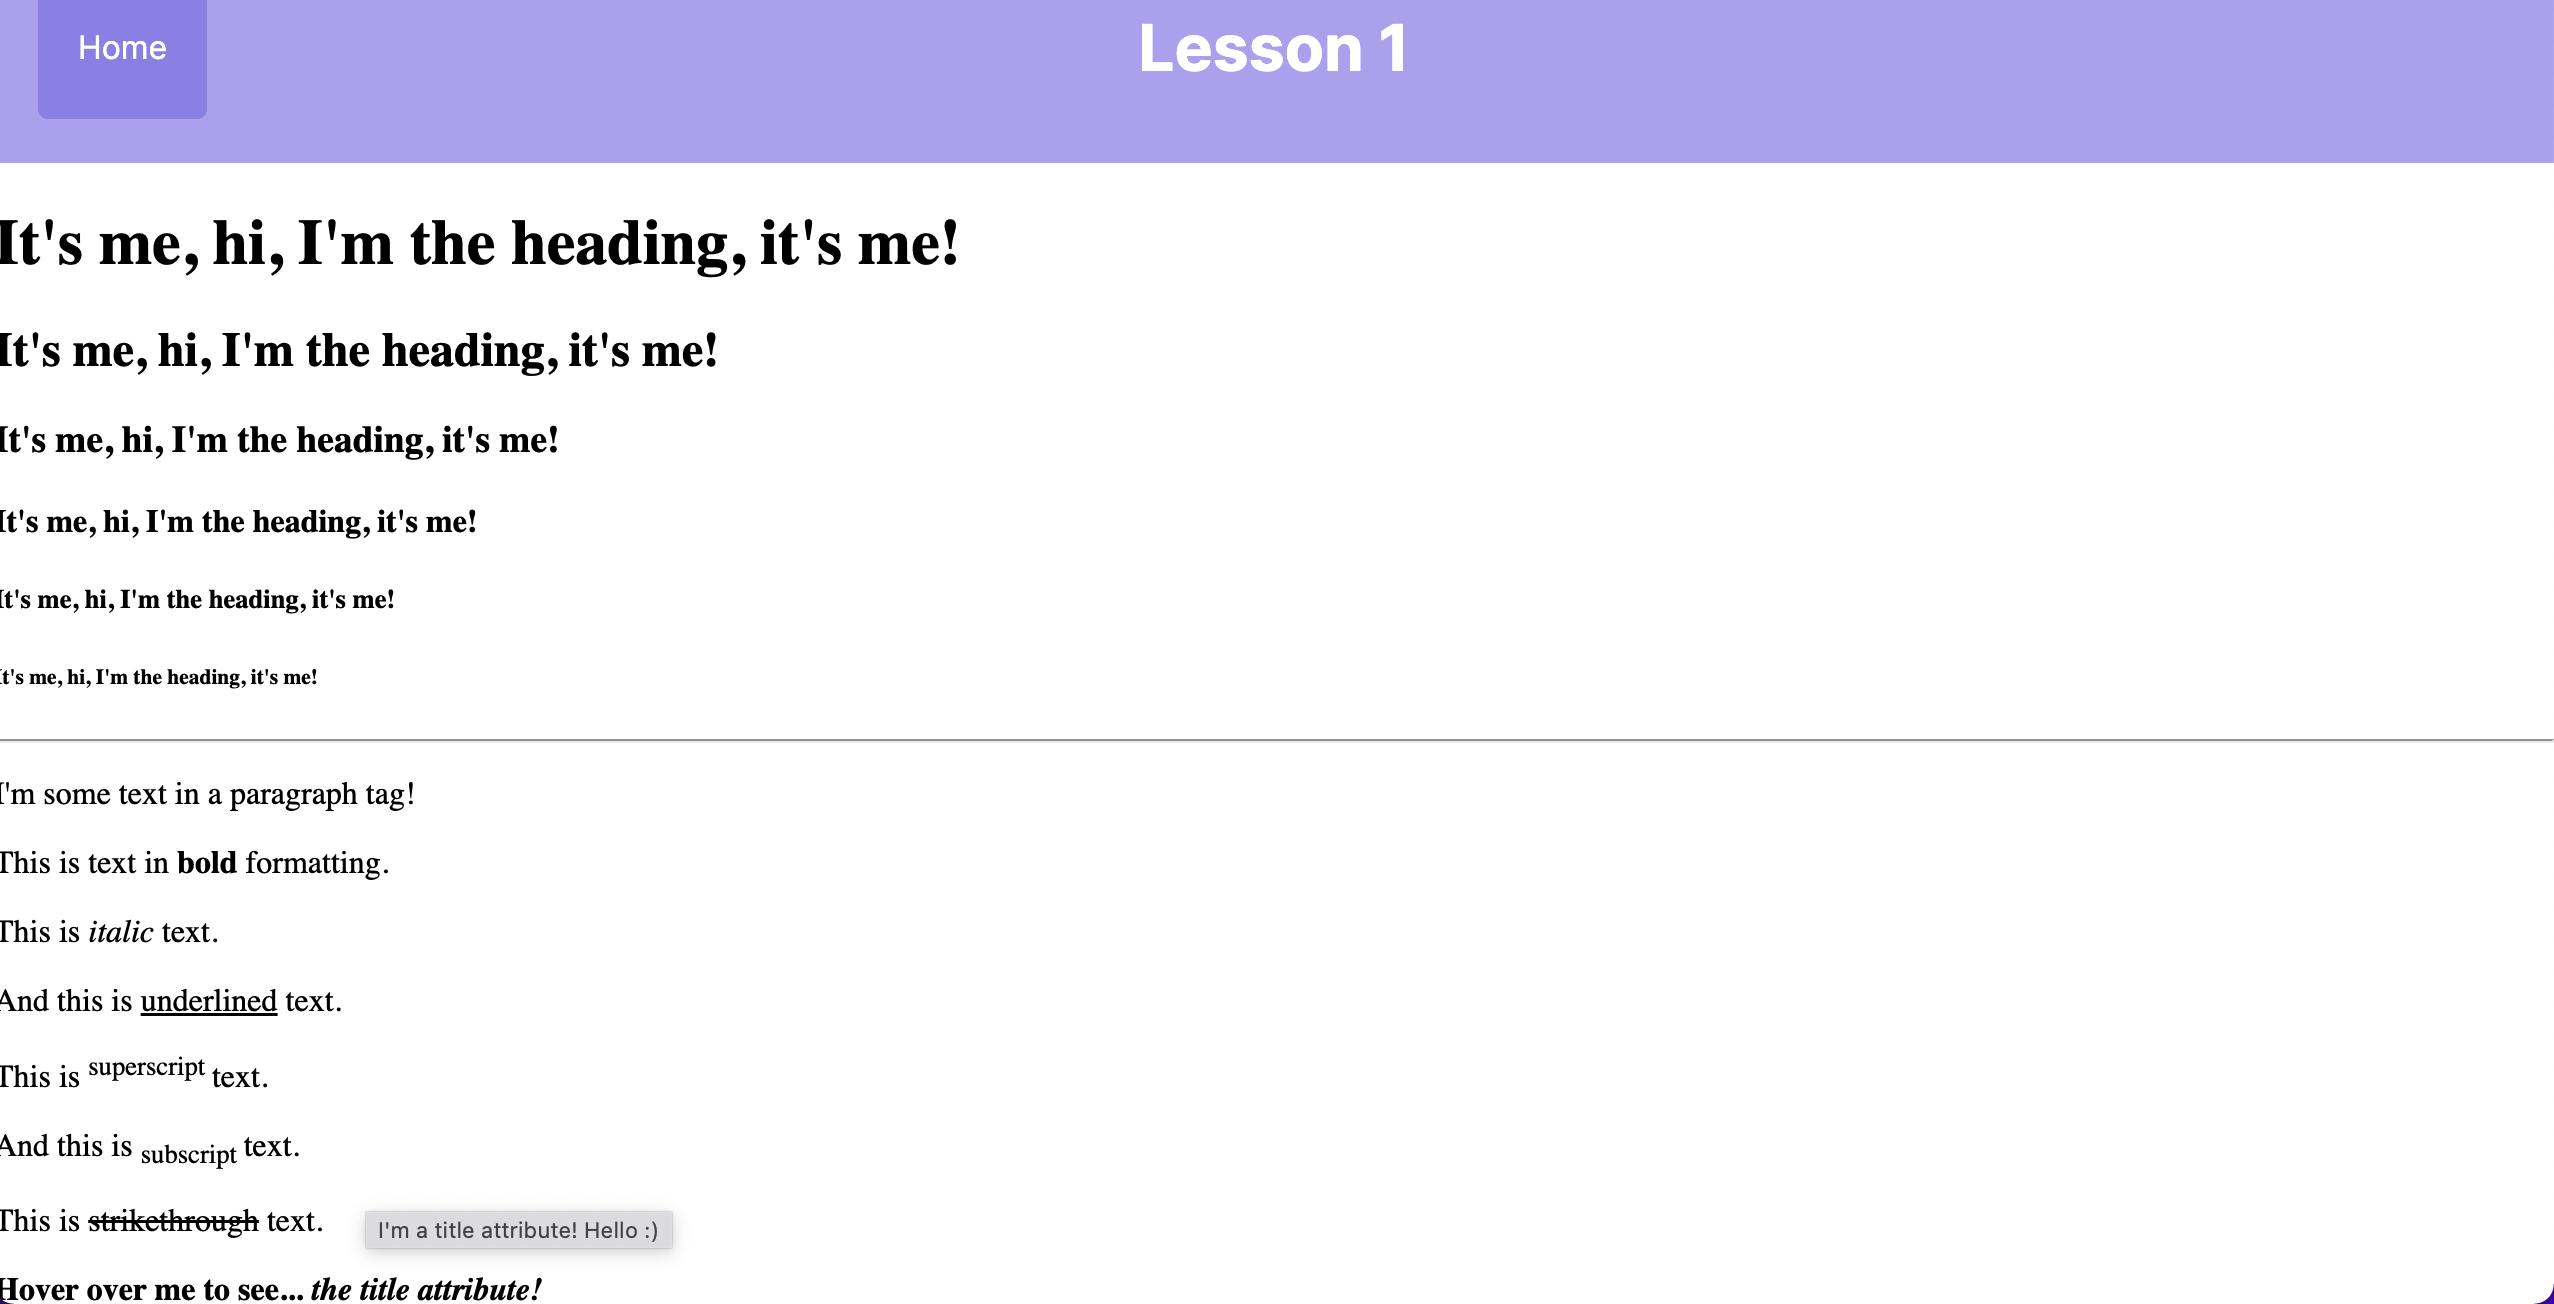 Home
Lesson 1
It's me, hi, I'm the heading, it's me!
It's me, hi, I'm the heading, it's me!
It's me, hi, I'm the heading, it's me!
It's me, hi, I'm the heading, it's me!
It's me, hi, I'm the heading, it's me!
It's me, hi, I'm the heading, it's me!
I'm some text in a paragraph tag!
This is text in bold formatting.
This is italic text.
And this is underlined text.
This is superscript text.
And this is subscript text.
This is strikethrough text.
I'm a title attribute! Hello :)
Hover over me to see... the title attribute!